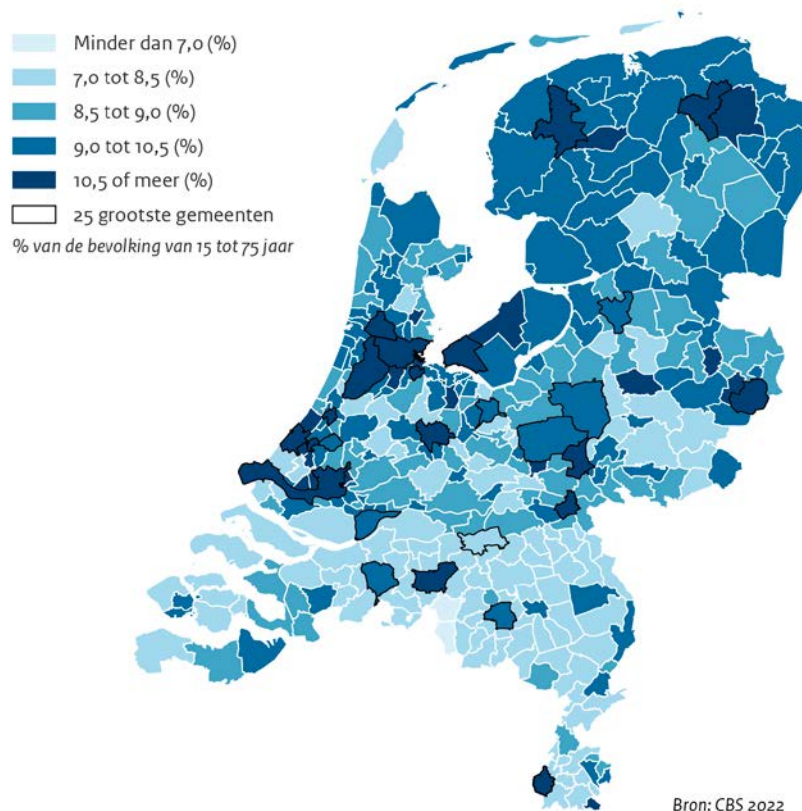 Minder dan 7,0 (%)
7,0 tot 8,5 (%)
8,5 tot 9,0 (%)
9,0 tot 10,5 (%)
10,5 of meer (%)
25 grootste gemeenten
% van de bevolking van 15 tot 75 jaar
Bron: CBS 2022